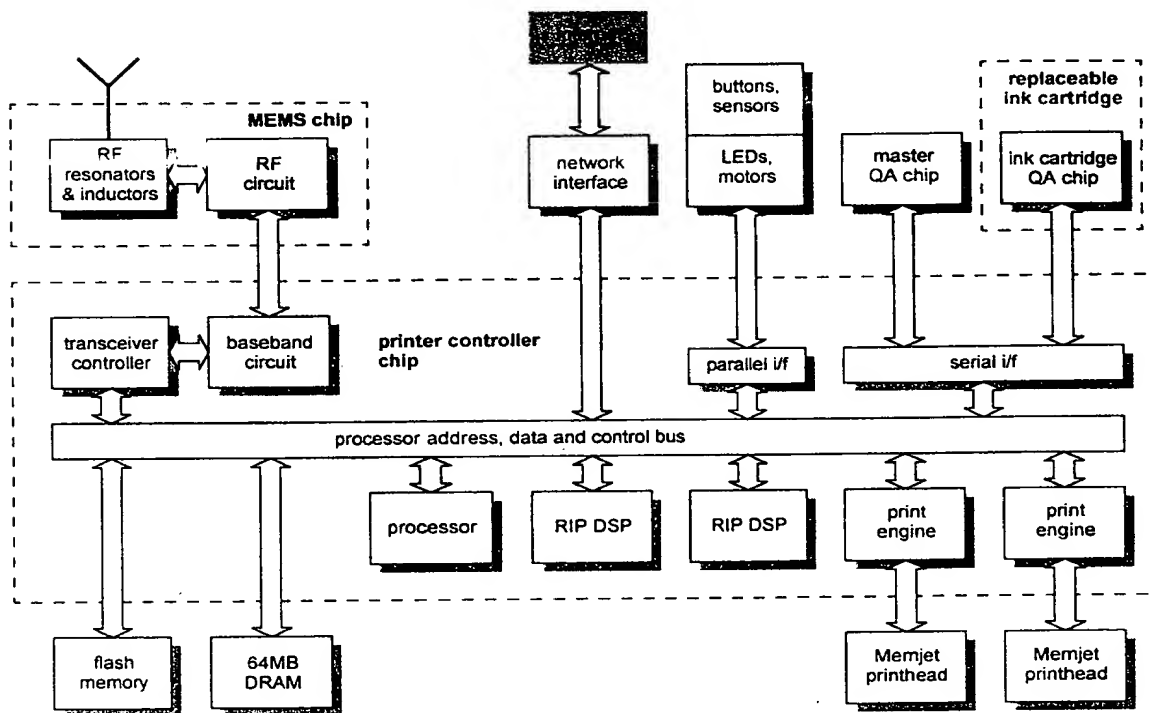 buttons,
sensors
replaceable
ink cartridge
MEMS chip
RF
resonators
& inductors
RF
circuit
network
interface
LEDs,
motors
master
QA chip
ink cartridge
QA chip
transceiver
controller
baseband
circuit
printer controller
chip
parallel i/f
serial i/f
processor address, data and control bus
processor
RIP DSP
RIP DSP
print
engine
print
engine
flash
memory
64MB
DRAM
Memjet
printhead
Memjet
printhead